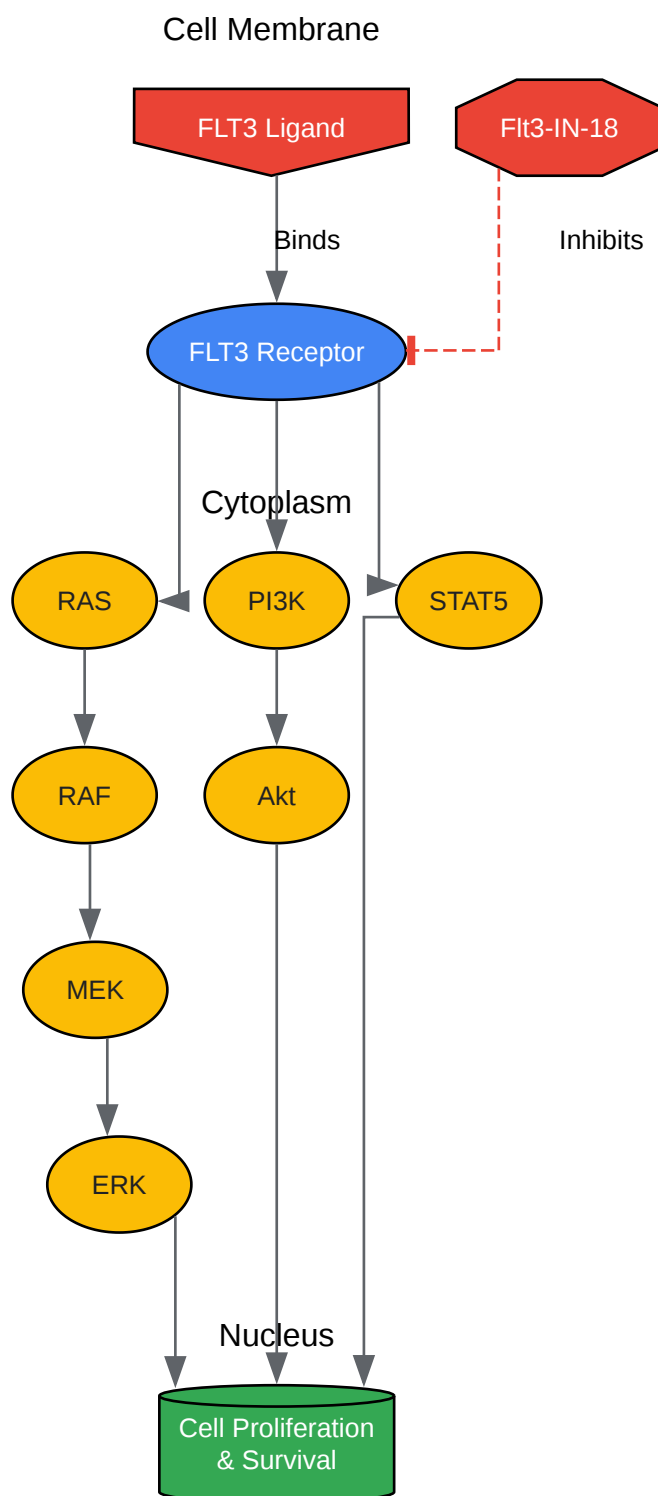 Cell Membrane
FLT3 Ligand
Flt3-IN-18
Binds
Inhibits
FLT3 Receptor
Cytoplasm
RAS
PI3K
STAT5
RAF
Akt
MEK
ERK
Nucleus
Cell Proliferation
& Survival